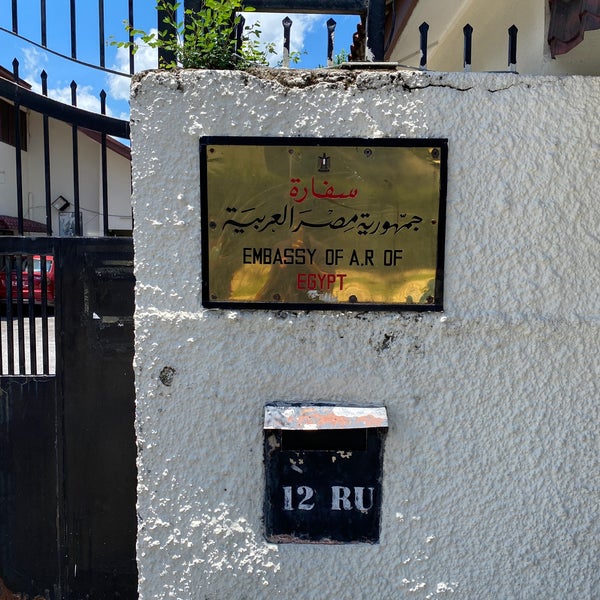 سفارة
جمهورية مصر العربية
EMBASSY OF A.R OF
EGYPT
12 RU